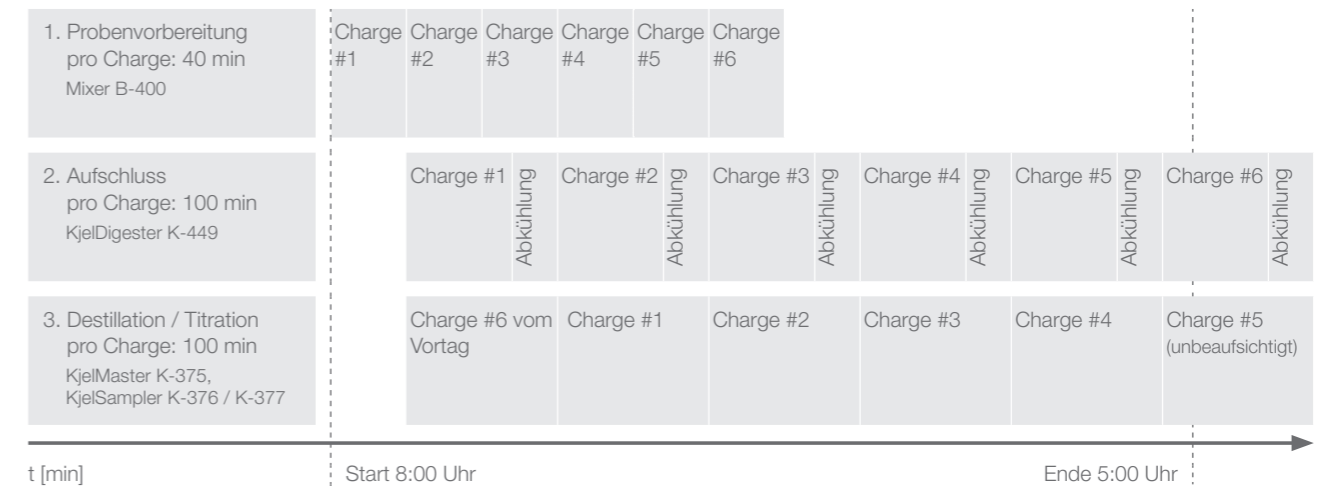 1. Probenvorbereitung
pro Charge: 40 min
Mixer B-400
Charge #1
Charge #2
Charge #3
Charge #4
Charge #5
Charge #6
2. Aufschluss
pro Charge: 100 min
KjelDigester K-449
Charge #1
Abkühlung
Charge #2
Abkühlung
Charge #3
Abkühlung
Charge #4
Abkühlung
Charge #5
Abkühlung
Charge #6
Abkühlung
3. Destillation / Titration
pro Charge: 100 min
KjelMaster K-375,
KjelSampler K-376 / K-377
Charge #6 vom
Vortag
Charge #1
Charge #2
Charge #3
Charge #4
Charge #5
(unbeaufsichtigt)
t [min]
Start 8:00 Uhr
Ende 5:00 Uhr